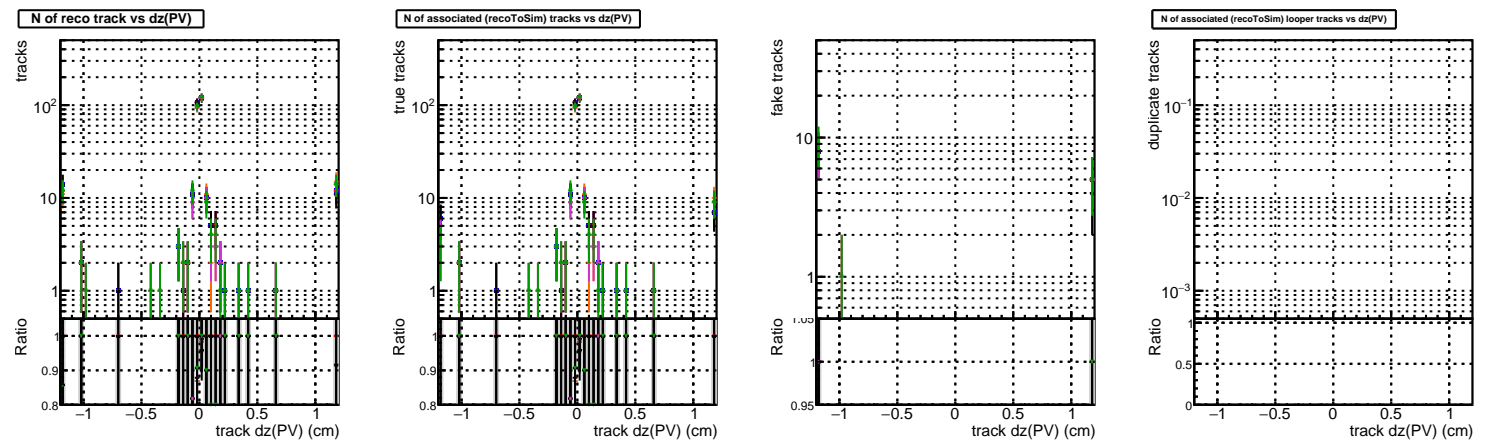 N of reco track vs dz(PV)
tracks
10²
10
1
Ratio
1
0.9
0.8
−1 −0.5 0 0.5 1
track dz(PV) (cm)
N of associated (recoToSim) tracks vs dz(PV)
true tracks
10²
10
1
Ratio
1
0.9
0.8
−1 −0.5 0 0.5 1
track dz(PV) (cm)
fake tracks
10
1
Ratio
1.05
1
0.95
−1 −0.5 0 0.5 1
track dz(PV) (cm)
N of associated (recoToSim) looper tracks vs dz(PV)
duplicate tracks
10⁻¹
10⁻²
10⁻³
Ratio
1
0.5
0
−1 −0.5 0 0.5 1
track dz(PV) (cm)